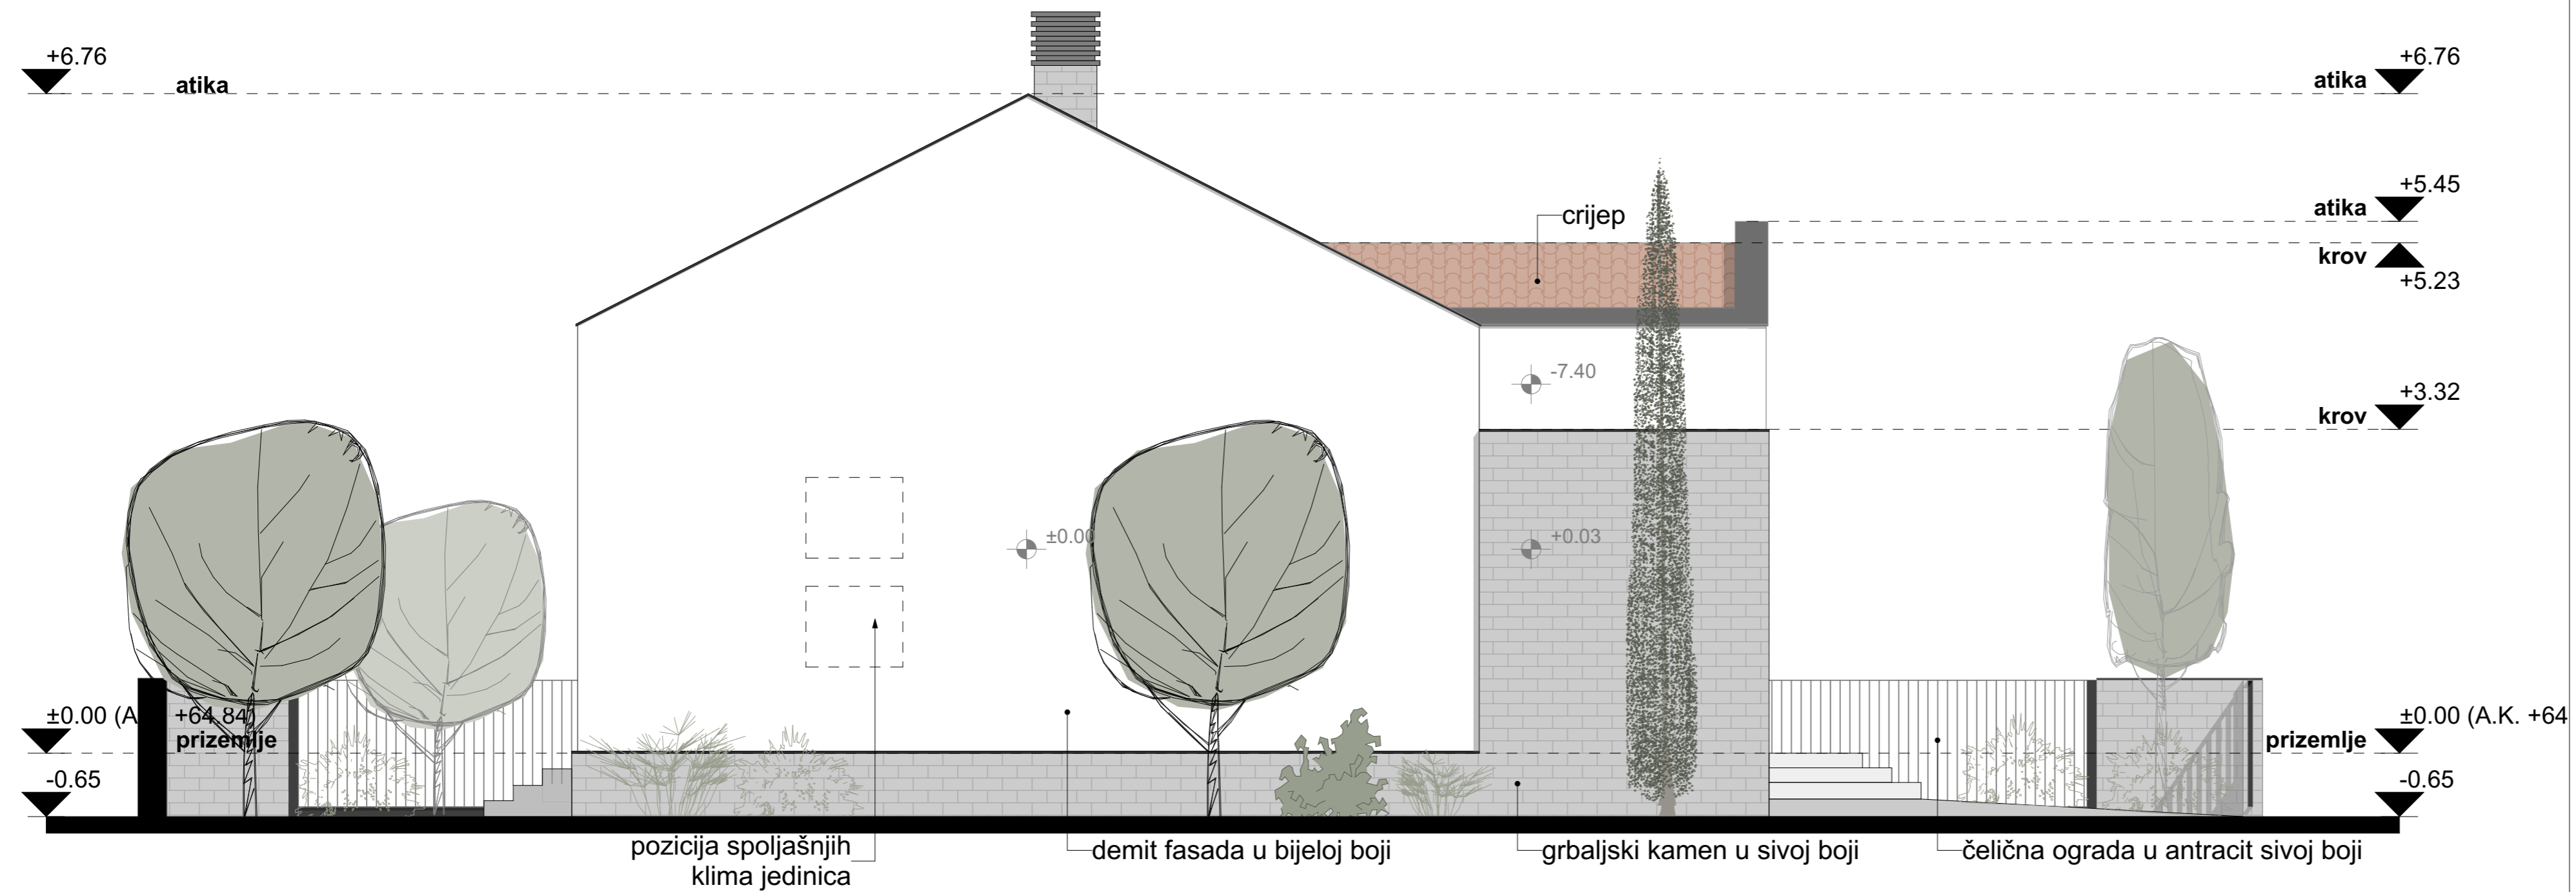 +6.76
atika
+6.76
atika
+5.45
atika
crijep
krov
+5.23
-7.40
+3.32
krov
±0.00
+0.03
±0.00 (A
+64.84)
prizemlje
-0.65
±0.00 (A.K. +64
prizemlje
-0.65
pozicija spoljašnjih
klima jedinica
demit fasada u bijeloj boji
grbaljski kamen u sivoj boji
čelična ograda u antracit sivoj boji